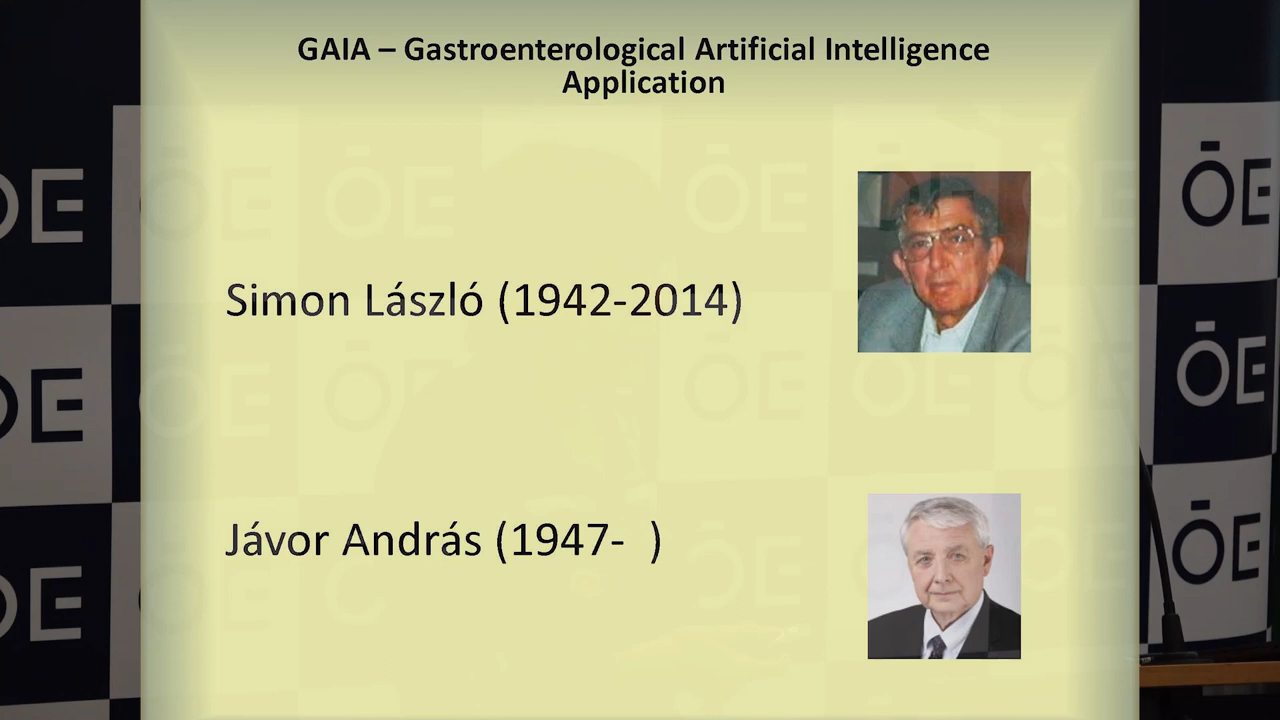 GAIA – Gastroenterological Artificial Intelligence
Application
Simon László (1942-2014)
Jávor András (1947-  )
ŌE
ŌE
ŌE
ŌE
ŌE
ŌE